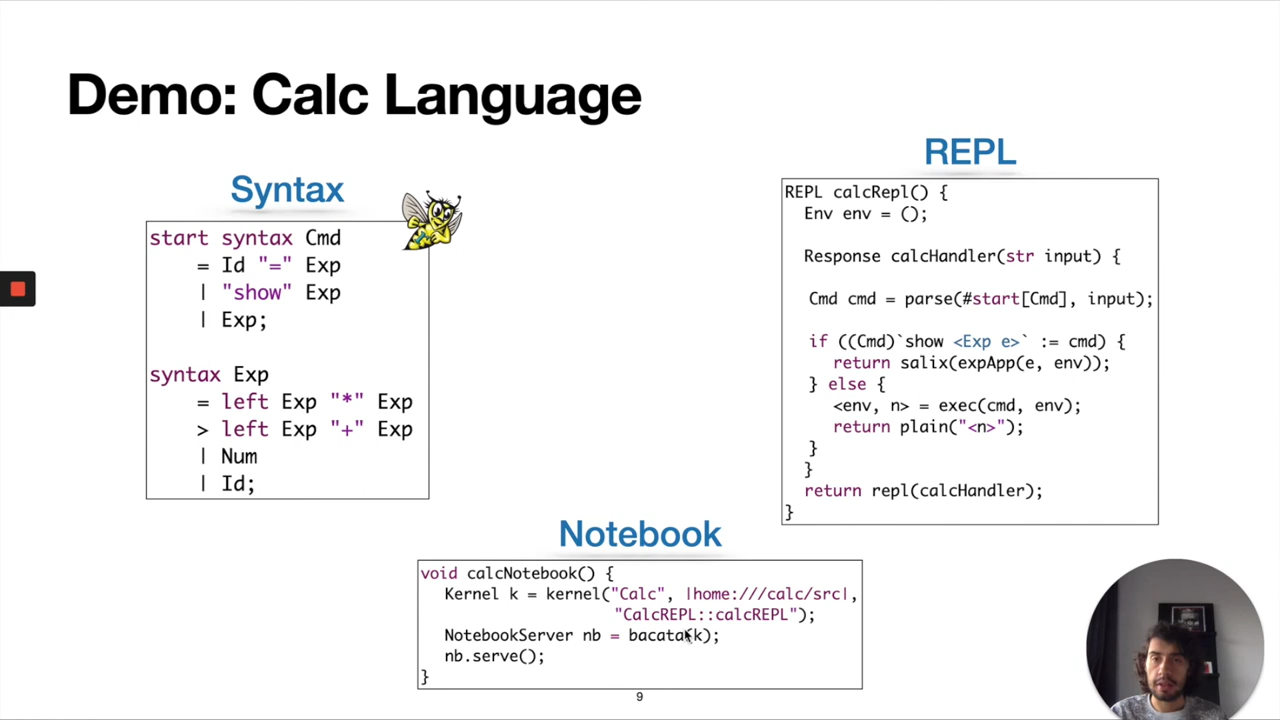 Demo: Calc Language
Syntax
start syntax Cmd
= Id "=" Exp
| "show" Exp
| Exp;
syntax Exp
= left Exp "*" Exp
> left Exp "+" Exp
| Num
| Id;
REPL
REPL calcRepl() {
Env env = ();
Response calcHandler(str input) {
Cmd cmd = parse(#start[Cmd], input);
if ((Cmd)`show <Exp e>` := cmd) {
return salix(expApp(e, env));
} else {
<env, n> = exec(cmd, env);
return plain("<n>");
}
}
return repl(calcHandler);
}
Notebook
void calcNotebook() {
Kernel k = kernel("Calc", |home:///calc/src|,
"CalcREPL::calcREPL");
NotebookServer nb = bacata(k);
nb.serve();
}
9